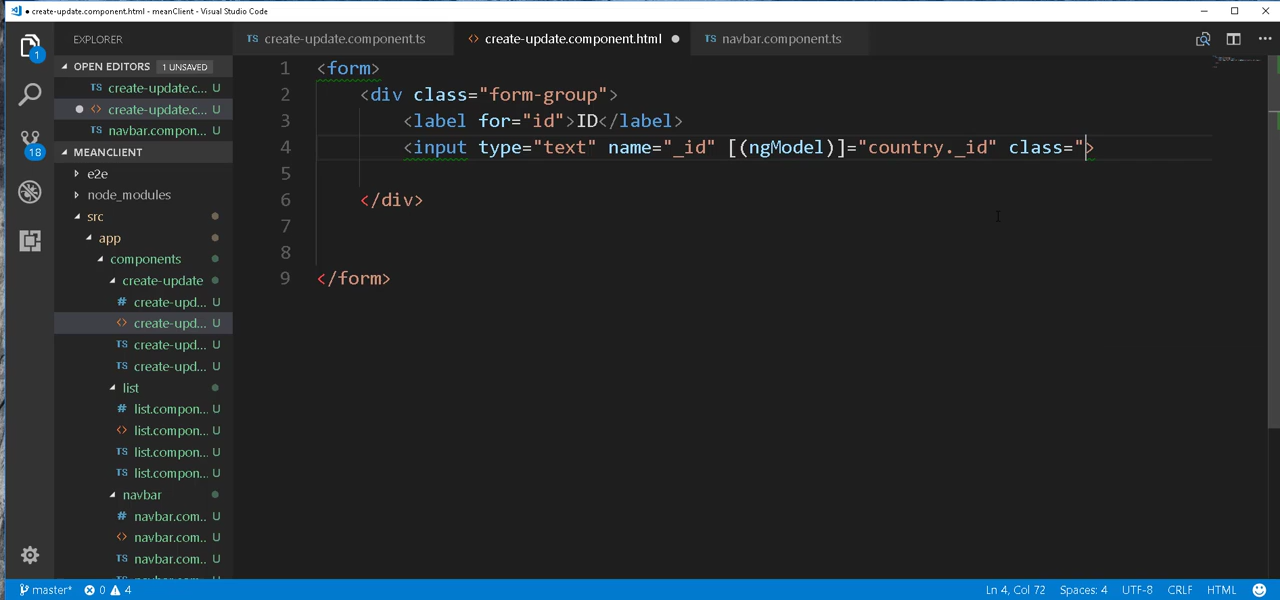 ● create-update.component.html - meanClient - Visual Studio Code
EXPLORER
create-update.component.ts
create-update.component.html ●
navbar.component.ts
1
OPEN EDITORS 1 UNSAVED
create-update.c... U
● create-update.c... U
navbar.compon... U
18
MEANCLIENT
e2e
node_modules
src
app
components
create-update
create-upd... U
create-upd... U
create-upd... U
create-upd... U
list
list.compon... U
list.compon... U
list.compon... U
list.compon... U
navbar
navbar.com... U
navbar.com... U
navbar.com... U
1 <form>
2 <div class="form-group">
3 <label for="id">ID</label>
4 <input type="text" name="_id" [(ngModel)]="country._id" class=">
5
6 </div>
7
8
9 </form>
master* 0 4
Ln 4, Col 72 Spaces: 4 UTF-8 CRLF HTML